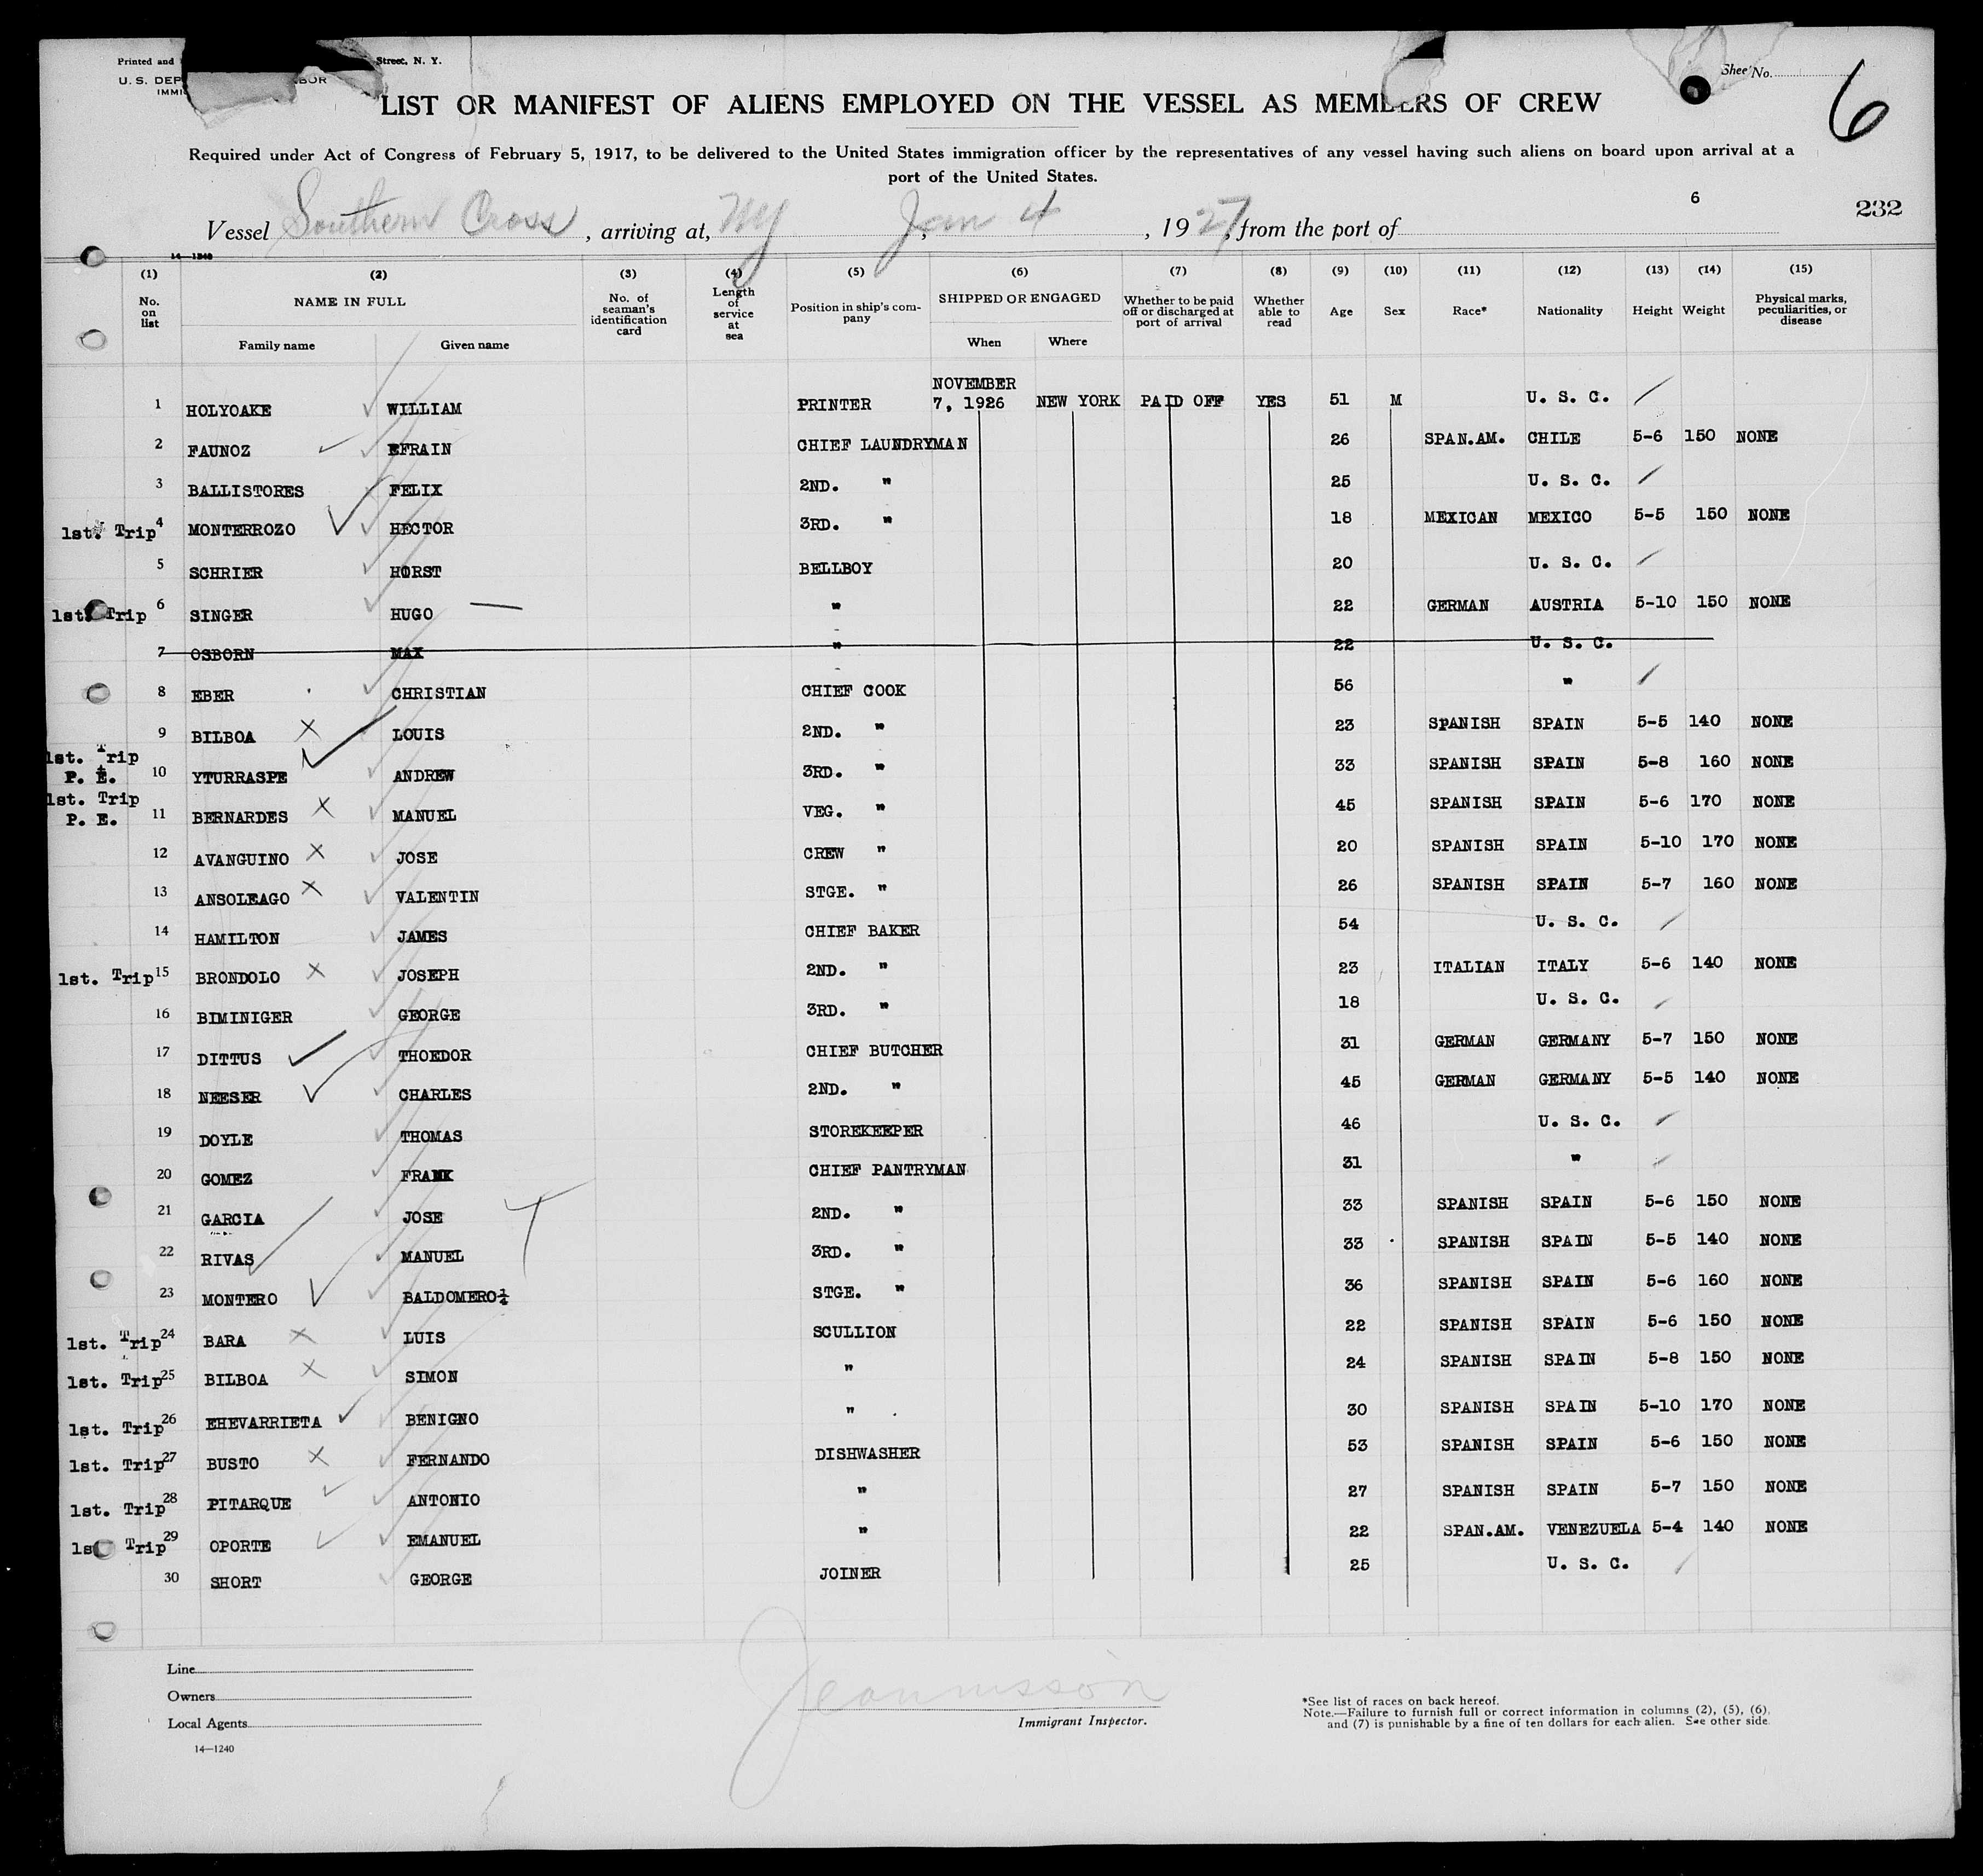 Printed and Street, N. Y.
U. S. DEP BOR
IMMI
Shee No.
6
LIST OR MANIFEST OF ALIENS EMPLOYED ON THE VESSEL AS MEMBERS OF CREW
Required under Act of Congress of February 5, 1917, to be delivered to the United States immigration officer by the representatives of any vessel having such aliens on board upon arrival at a
port of the United States.
6
232
Vessel Southern Cross, arriving at, NY Jan 4, 1927, from the port of
14—1240
(1) (2) (3) (4) (5) (6) (7) (8) (9) (10) (11) (12) (13) (14) (15)
No. on list NAME IN FULL No. of seaman's identification card Length of service at sea Position in ship's company SHIPPED OR ENGAGED Whether to be paid off or discharged at port of arrival Whether able to read Age Sex Race* Nationality Height Weight Physical marks, peculiarities, or disease
Family name Given name When Where
1 HOLYOAKE WILLIAM PRINTER NOVEMBER 7, 1926 NEW YORK PAID OFF YES 51 M U. S. C.
2 FAUNOZ EFRAIN CHIEF LAUNDRYMAN 26 SPAN.AM. CHILE 5-6 150 NONE
3 BALLISTORES FELIX 2ND. " 25 U. S. C.
1st. Trip 4 MONTERROZO HECTOR 3RD. " 18 MEXICAN MEXICO 5-5 150 NONE
5 SCHRIER HORST BELLBOY 20 U. S. C.
1st. Trip 6 SINGER HUGO " 22 GERMAN AUSTRIA 5-10 150 NONE
7 OSBORN MAX " 22 U. S. C.
8 EBER CHRISTIAN CHIEF COOK 56 "
9 BILBOA LOUIS 2ND. " 23 SPANISH SPAIN 5-5 140 NONE
1st. Trip P. E. 10 YTURRASPE ANDREW 3RD. " 33 SPANISH SPAIN 5-8 160 NONE
1st. Trip P. E. 11 BERNARDES MANUEL VEG. " 45 SPANISH SPAIN 5-6 170 NONE
12 AVANGUINO JOSE CREW " 20 SPANISH SPAIN 5-10 170 NONE
13 ANSOLEAGO VALENTIN STGE. " 26 SPANISH SPAIN 5-7 160 NONE
14 HAMILTON JAMES CHIEF BAKER 54 U. S. C.
1st. Trip 15 BRONDOLO JOSEPH 2ND. " 23 ITALIAN ITALY 5-6 140 NONE
16 BIMINIGER GEORGE 3RD. " 18 U. S. C.
17 DITTUS THOEDOR CHIEF BUTCHER 31 GERMAN GERMANY 5-7 150 NONE
18 NEESER CHARLES 2ND. " 45 GERMAN GERMANY 5-5 140 NONE
19 DOYLE THOMAS STOREKEEPER 46 U. S. C.
20 GOMEZ FRANK CHIEF PANTRYMAN 31 "
21 GARCIA JOSE 2ND. " 33 SPANISH SPAIN 5-6 150 NONE
22 RIVAS MANUEL 3RD. " 33 SPANISH SPAIN 5-5 140 NONE
23 MONTERO BALDOMERO STGE. " 36 SPANISH SPAIN 5-6 160 NONE
1st. Trip 24 BARA LUIS SCULLION 22 SPANISH SPAIN 5-6 150 NONE
1st. Trip 25 BILBOA SIMON " 24 SPANISH SPAIN 5-8 150 NONE
1st. Trip 26 EHEVARRIETA BENIGNO " 30 SPANISH SPAIN 5-10 170 NONE
1st. Trip 27 BUSTO FERNANDO DISHWASHER 53 SPANISH SPAIN 5-6 150 NONE
1st. Trip 28 PITARQUE ANTONIO " 27 SPANISH SPAIN 5-7 150 NONE
1s Trip 29 OPORTE EMANUEL " 22 SPAN.AM. VENEZUELA 5-4 140 NONE
30 SHORT GEORGE JOINER 25 U. S. C.
Line
Owners
Local Agents
14—1240
Immigrant Inspector.
*See list of races on back hereof.
Note.—Failure to furnish full or correct information in columns (2), (5), (6),
and (7) is punishable by a fine of ten dollars for each alien. See other side.